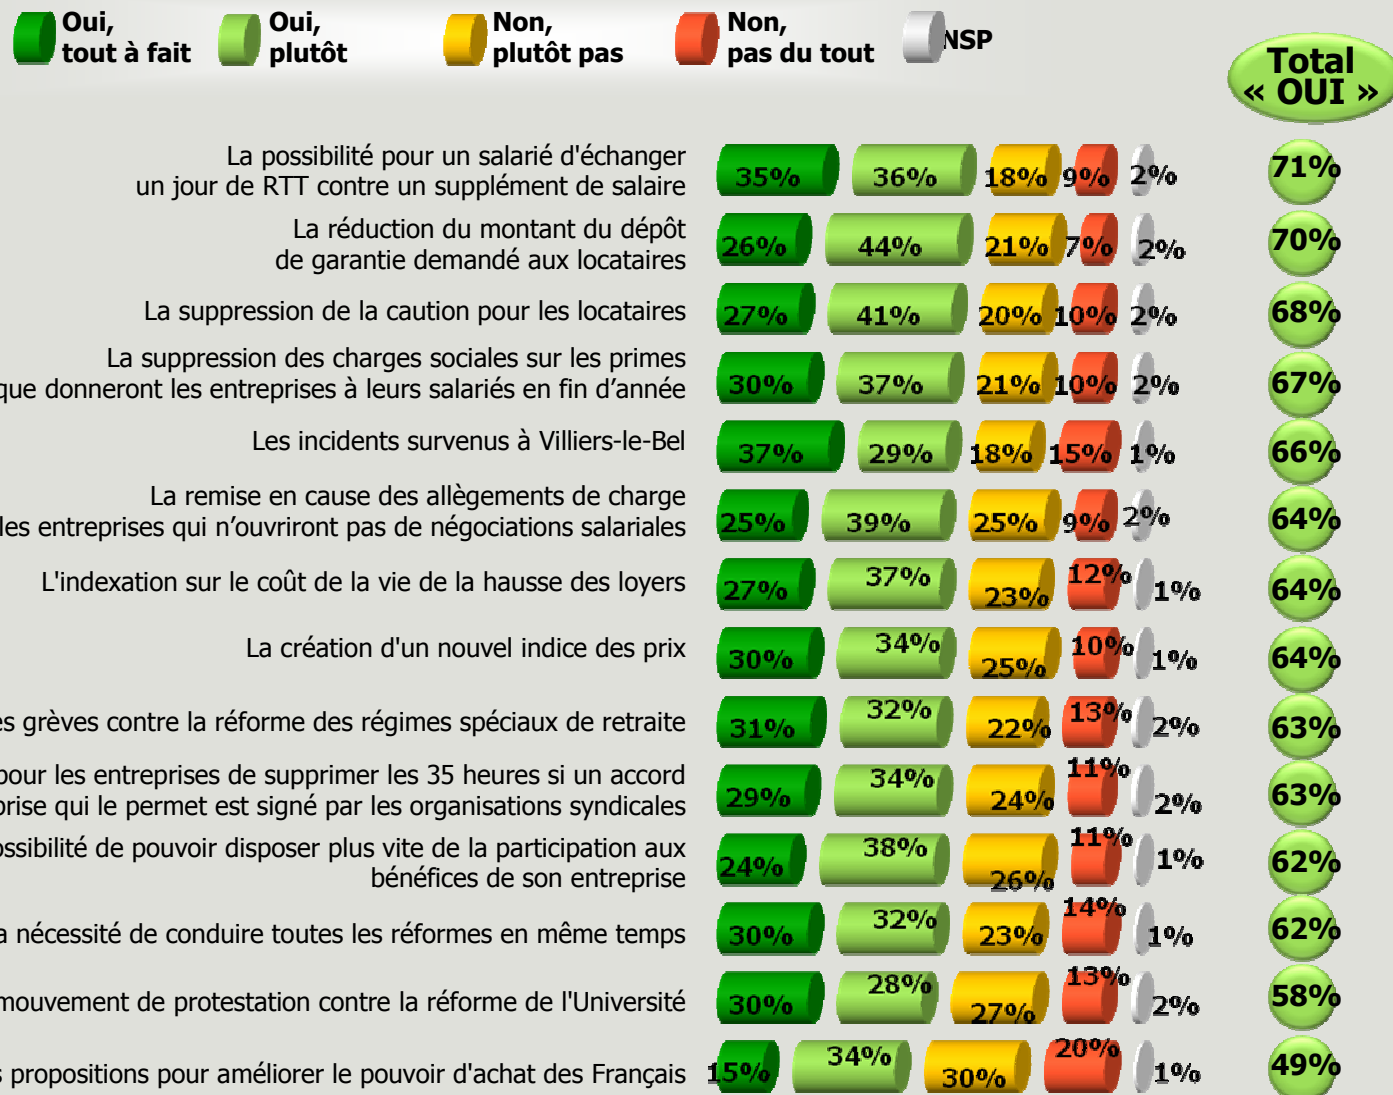 Oui,
tout à fait
Oui,
plutôt
Non,
plutôt pas
Non,
pas du tout
NSP
Total
« OUI »
La possibilité pour un salarié d'échanger
un jour de RTT contre un supplément de salaire
35% 36% 18% 9% 2% 71%
La réduction du montant du dépôt
de garantie demandé aux locataires
26% 44% 21% 7% 2% 70%
La suppression de la caution pour les locataires
27% 41% 20% 10% 2% 68%
La suppression des charges sociales sur les primes
que donneront les entreprises à leurs salariés en fin d’année
30% 37% 21% 10% 2% 67%
Les incidents survenus à Villiers-le-Bel
37% 29% 18% 15% 1% 66%
La remise en cause des allègements de charge
les entreprises qui n’ouvriront pas de négociations salariales
25% 39% 25% 9% 2% 64%
L'indexation sur le coût de la vie de la hausse des loyers
27% 37% 23% 12% 1% 64%
La création d'un nouvel indice des prix
30% 34% 25% 10% 1% 64%
es grèves contre la réforme des régimes spéciaux de retraite
31% 32% 22% 13% 2% 63%
pour les entreprises de supprimer les 35 heures si un accord
prise qui le permet est signé par les organisations syndicales
29% 34% 24% 11% 2% 63%
ossibilité de pouvoir disposer plus vite de la participation aux
bénéfices de son entreprise
24% 38% 26% 11% 1% 62%
a nécessité de conduire toutes les réformes en même temps
30% 32% 23% 14% 1% 62%
mouvement de protestation contre la réforme de l'Université
30% 28% 27% 13% 2% 58%
s propositions pour améliorer le pouvoir d'achat des Français
15% 34% 30% 20% 1% 49%